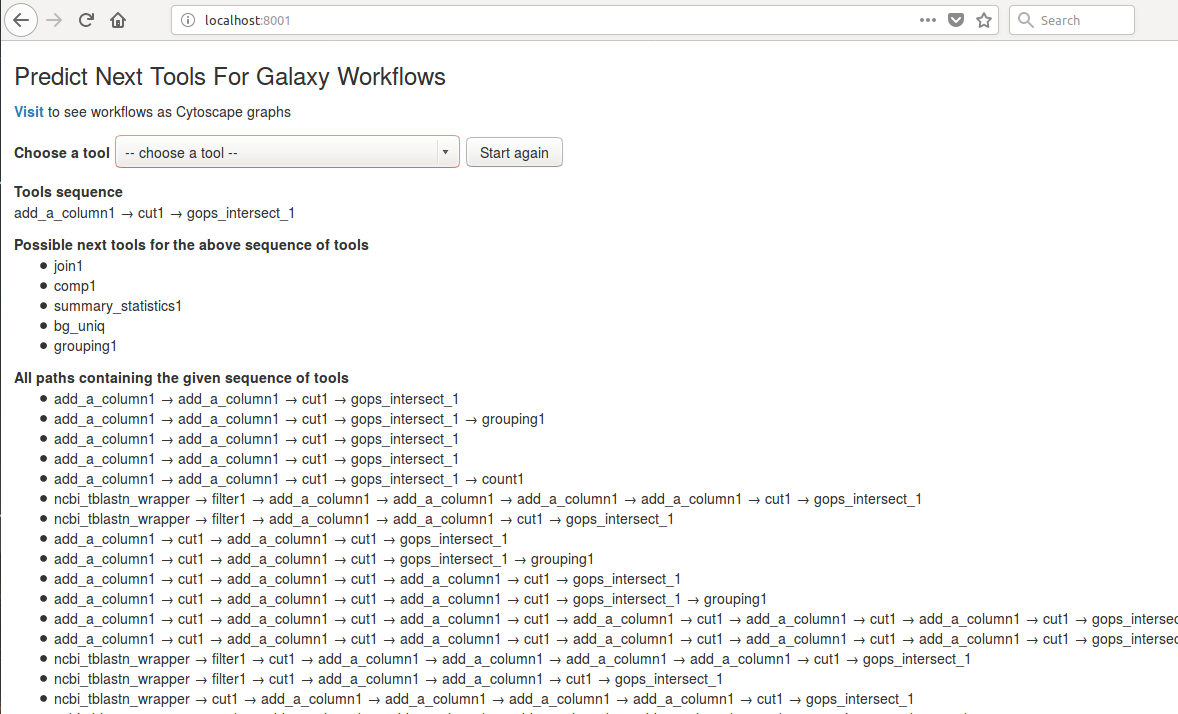 localhost:8001
Search
Predict Next Tools For Galaxy Workflows
Visit to see workflows as Cytoscape graphs
Choose a tool -- choose a tool -- Start again
Tools sequence
add_a_column1 → cut1 → gops_intersect_1
Possible next tools for the above sequence of tools
join1
comp1
summary_statistics1
bg_uniq
grouping1
All paths containing the given sequence of tools
add_a_column1 → add_a_column1 → cut1 → gops_intersect_1
add_a_column1 → add_a_column1 → cut1 → gops_intersect_1 → grouping1
add_a_column1 → add_a_column1 → cut1 → gops_intersect_1
add_a_column1 → add_a_column1 → cut1 → gops_intersect_1
add_a_column1 → add_a_column1 → cut1 → gops_intersect_1 → count1
ncbi_tblastn_wrapper → filter1 → add_a_column1 → add_a_column1 → add_a_column1 → add_a_column1 → cut1 → gops_intersect_1
ncbi_tblastn_wrapper → filter1 → add_a_column1 → add_a_column1 → cut1 → gops_intersect_1
add_a_column1 → cut1 → add_a_column1 → cut1 → gops_intersect_1
add_a_column1 → cut1 → add_a_column1 → cut1 → gops_intersect_1 → grouping1
add_a_column1 → cut1 → add_a_column1 → cut1 → add_a_column1 → cut1 → gops_intersect_1
add_a_column1 → cut1 → add_a_column1 → cut1 → add_a_column1 → cut1 → gops_intersect_1 → grouping1
add_a_column1 → cut1 → add_a_column1 → cut1 → add_a_column1 → cut1 → add_a_column1 → cut1 → add_a_column1 → cut1 → gops_intersec
add_a_column1 → cut1 → add_a_column1 → cut1 → add_a_column1 → cut1 → add_a_column1 → cut1 → add_a_column1 → cut1 → gops_intersec
ncbi_tblastn_wrapper → filter1 → cut1 → add_a_column1 → add_a_column1 → add_a_column1 → add_a_column1 → cut1 → gops_intersect_1
ncbi_tblastn_wrapper → filter1 → cut1 → add_a_column1 → add_a_column1 → cut1 → gops_intersect_1
ncbi_tblastn_wrapper → cut1 → add_a_column1 → add_a_column1 → add_a_column1 → add_a_column1 → cut1 → gops_intersect_1